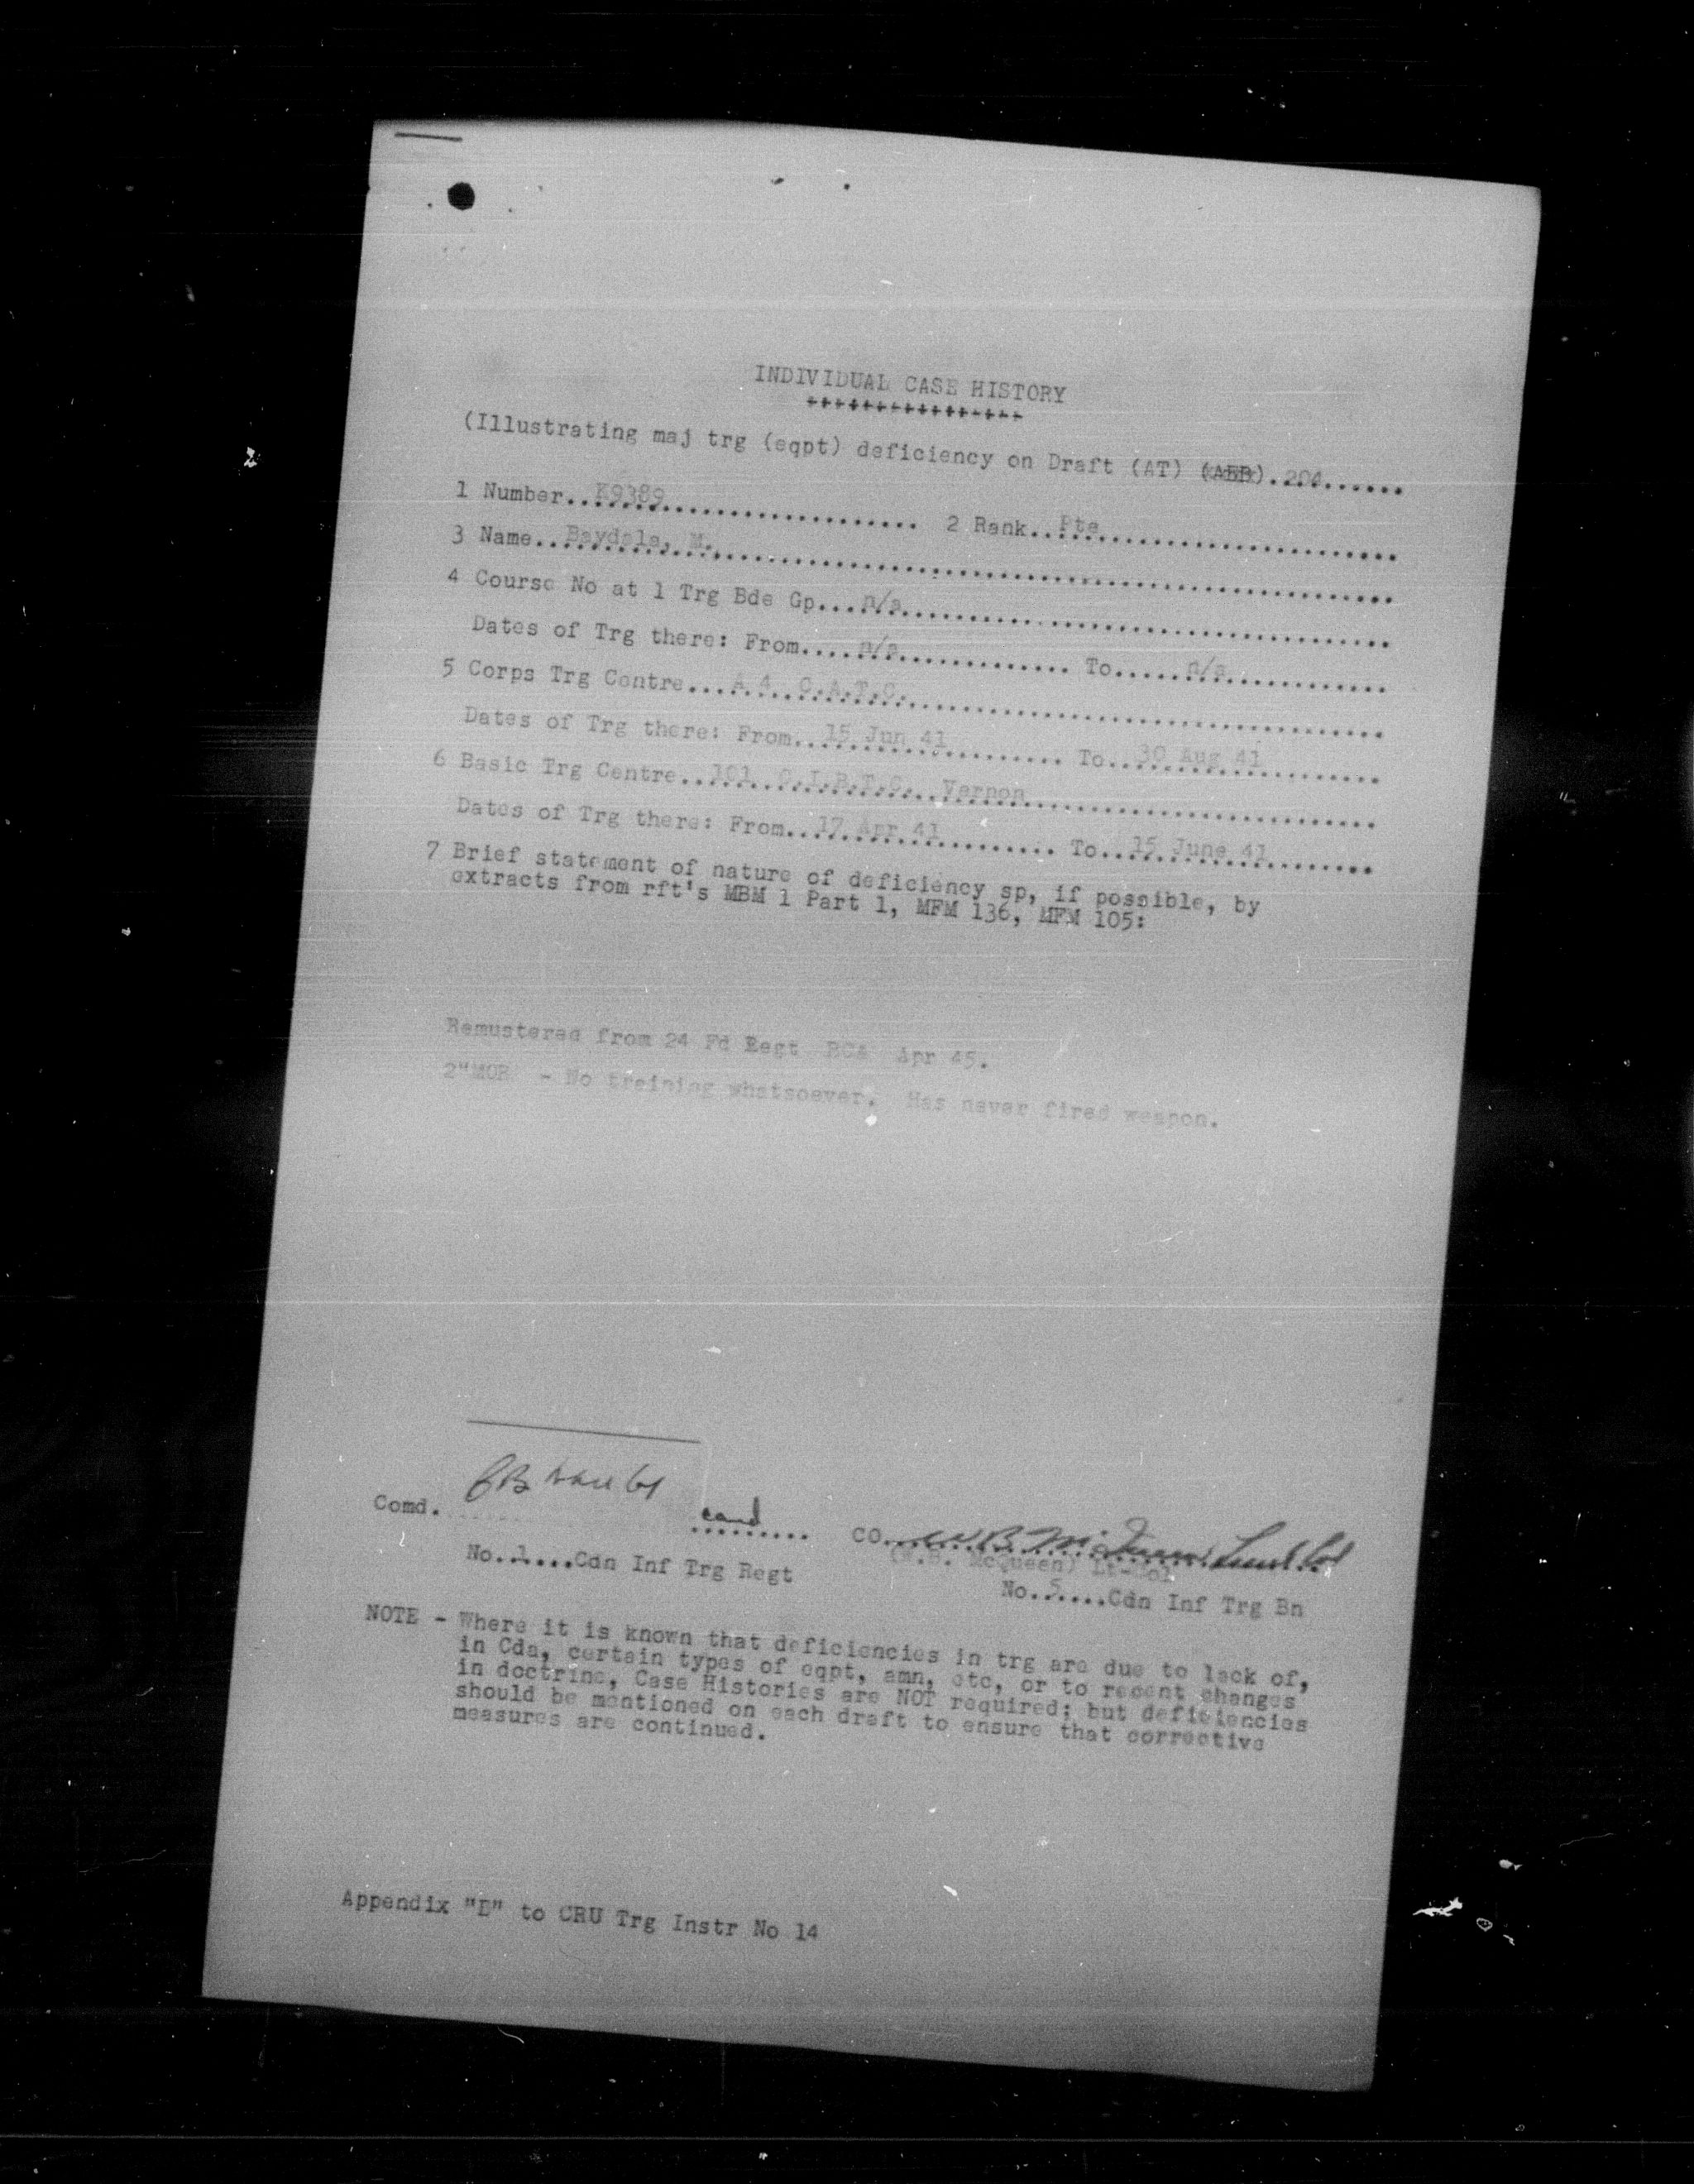 INDIVIDUAL CASE HISTORY
++++++++++++++++
(Illustrating maj trg (eqpt) deficiency on Draft (AT) (AER).204......
1 Number..K9389........................ 2 Rank..Pte........................
3 Name..Baydala, M...........................................................
4 Course No at 1 Trg Bde Gp....n/a........................................
Dates of Trg there: From....n/a................ To.....n/a................
5 Corps Trg Centre...A 4 C.A.T.C........................................
Dates of Trg there: From..15 Jun 41............ To..30 Aug 41............
6 Basic Trg Centre..101 C.I.B.T.C. Vernon..............................
Dates of Trg there: From..17 Apr 41............ To..15 June 41..........
7 Brief statement of nature of deficiency sp, if possible, by
extracts from rft's MBM 1 Part 1, MFM 136, MFM 105:
Remustered from 24 Fd Regt RCA Apr 45.
2"MOR - No training whatsoever. Has never fired weapon.
Comd. ......... CO..W B McQueen Lieut Col
(W.B. McQueen) Lt-Col
No..1....Cdn Inf Trg Regt No..5.....Cdn Inf Trg Bn
NOTE - Where it is known that deficiencies in trg are due to lack of,
in Cda, certain types of eqpt, amn, etc, or to recent changes
in doctrine, Case Histories are NOT required; but deficiencies
should be mentioned on each draft to ensure that corrective
measures are continued.
Appendix "D" to CRU Trg Instr No 14